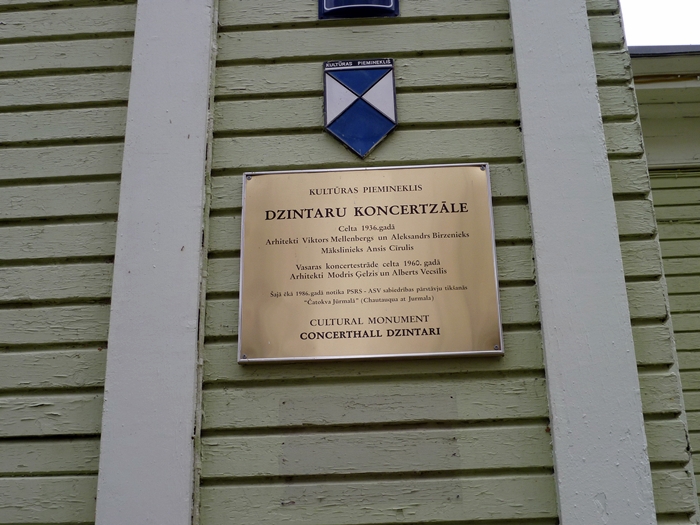 KULTŪRAS PIEMINEKLIS
KULTŪRAS PIEMINEKLIS
DZINTARU KONCERTZĀLE
Celta 1936.gadā
Arhitekti Viktors Mellenbergs un Aleksandrs Birzenieks
Mākslinieks Ansis Cīrulis
Vasaras koncertestrāde celta 1960. gadā
Arhitekti Modris Ģelzis un Alberts Vecsīlis
Šajā ēkā 1986.gadā notika PSRS - ASV sabiedrības pārstāvju tikšanās
"Čatokva Jūrmalā" (Chautauqua at Jurmala)
CULTURAL MONUMENT
CONCERTHALL DZINTARI